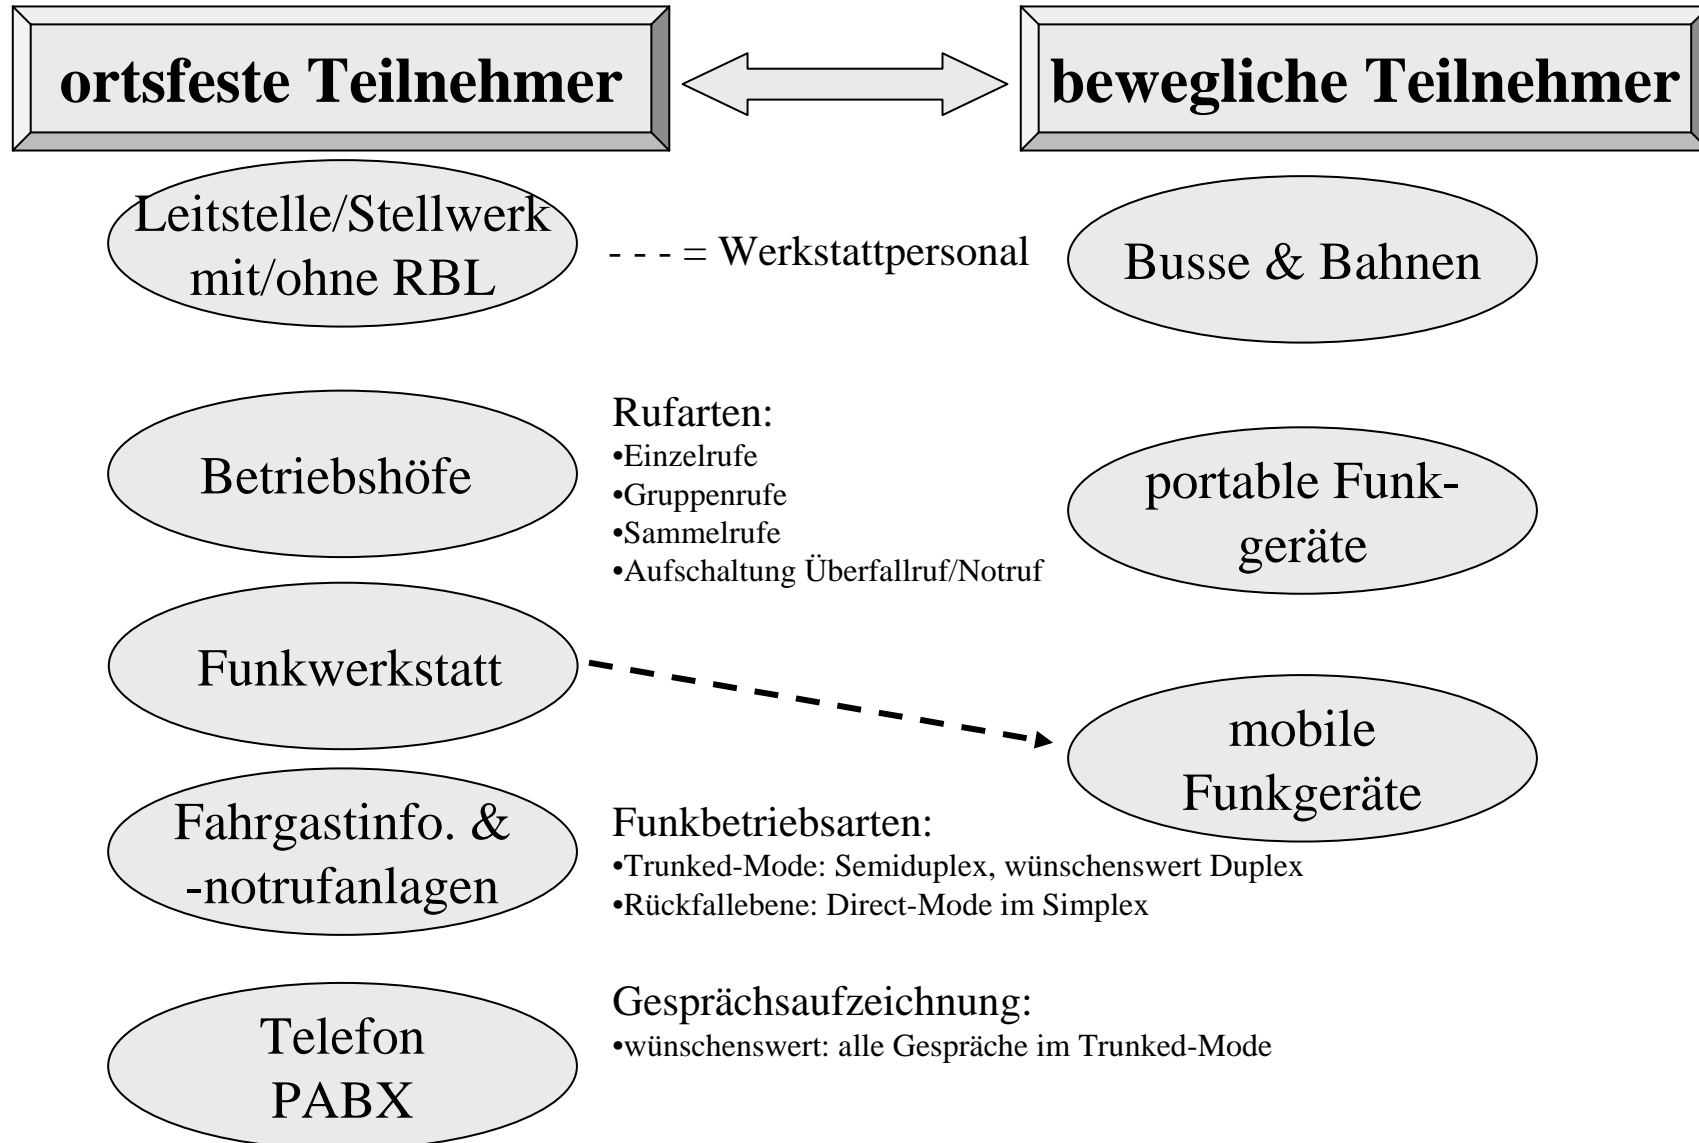 ortsfeste Teilnehmer
bewegliche Teilnehmer
Leitstelle/Stellwerk
mit/ohne RBL
- - - = Werkstattpersonal
Busse & Bahnen
Betriebshöfe
Rufarten:
•Einzelrufe
•Gruppenrufe
•Sammelrufe
•Aufschaltung Überfallruf/Notruf
portable Funk-
geräte
Funkwerkstatt
mobile
Funkgeräte
Fahrgastinfo. &
-notrufanlagen
Funkbetriebsarten:
•Trunked-Mode: Semiduplex, wünschenswert Duplex
•Rückfallebene: Direct-Mode im Simplex
Telefon
PABX
Gesprächsaufzeichnung:
•wünschenswert: alle Gespräche im Trunked-Mode